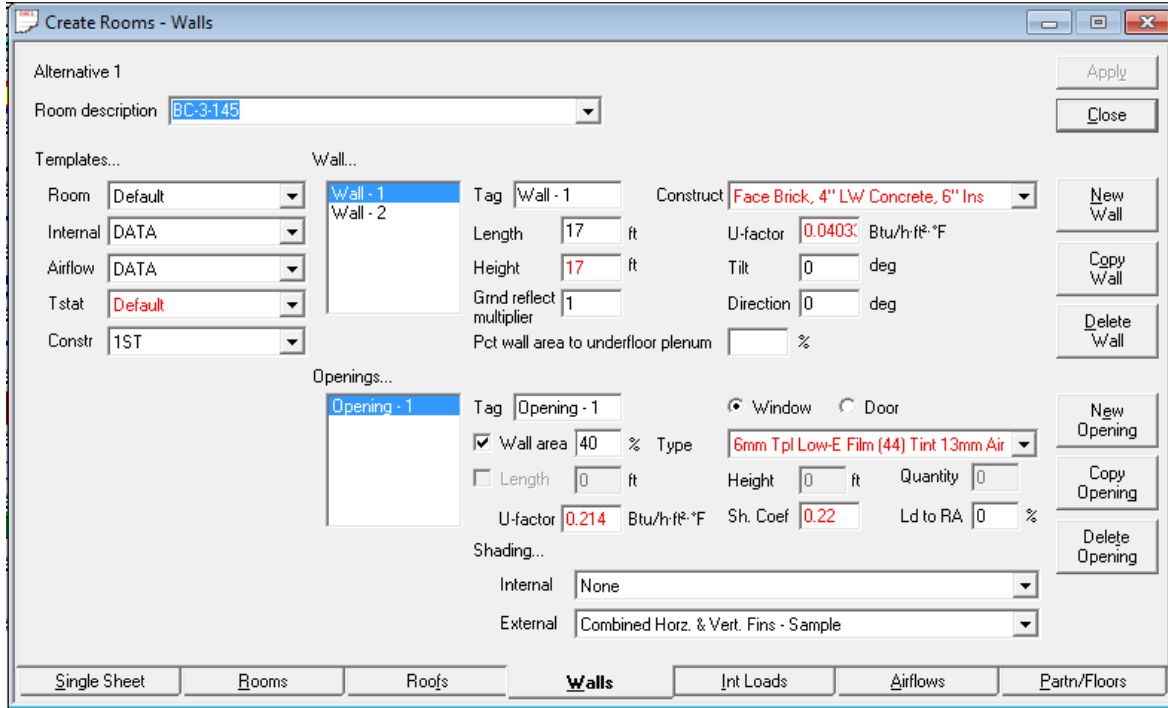 Create Rooms - Walls
Alternative 1
Apply
Room description BC-3-145
Close
Templates...
Wall...
Room Default
Wall - 1
Tag Wall - 1
Construct Face Brick, 4" LW Concrete, 6" Ins
New Wall
Internal DATA
Wall - 2
Length 17 ft
U-factor 0.0403 Btu/h·ft²·°F
Airflow DATA
Height 17 ft
Tilt 0 deg
Copy Wall
Tstat Default
Grnd reflect multiplier 1
Direction 0 deg
Constr 1ST
Pct wall area to underfloor plenum %
Delete Wall
Openings...
Opening - 1
Tag Opening - 1
Window Door
New Opening
Wall area 40 % Type 6mm Tpl Low-E Film (44) Tint 13mm Air
Length 0 ft Height 0 ft Quantity 0
Copy Opening
U-factor 0.214 Btu/h·ft²·°F Sh. Coef 0.22 Ld to RA 0 %
Delete Opening
Shading...
Internal None
External Combined Horz. & Vert. Fins - Sample
Single Sheet Rooms Roofs Walls Int Loads Airflows Partn/Floors